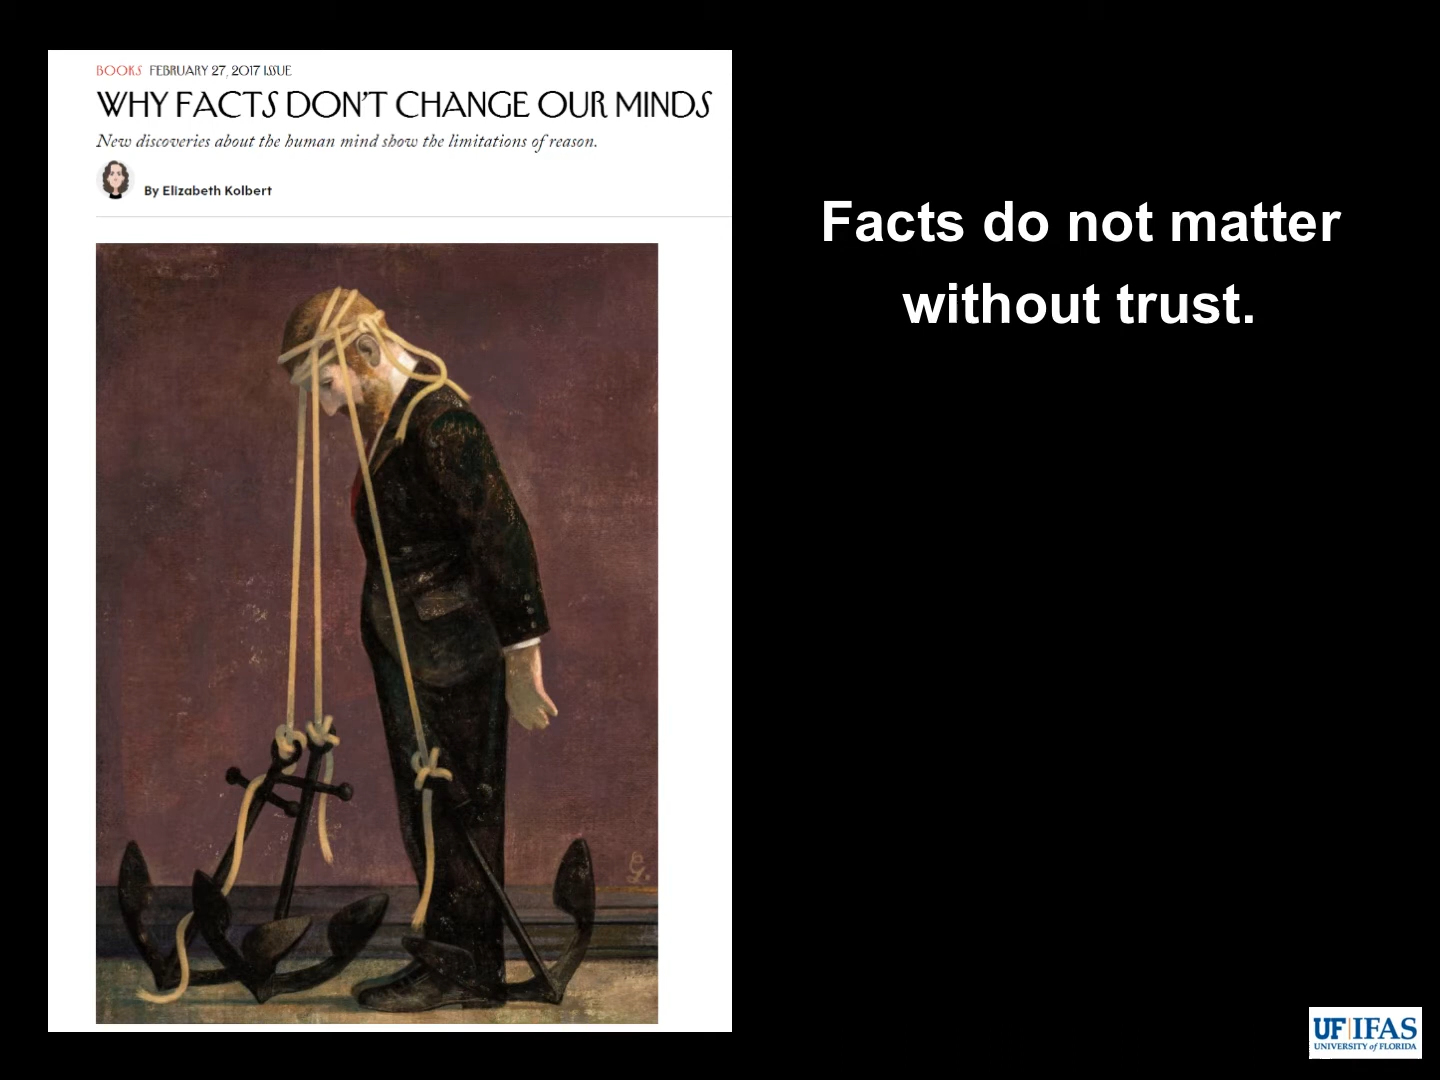 BOOKS FEBRUARY 27, 2017 ISSUE
WHY FACTS DON'T CHANGE OUR MINDS
New discoveries about the human mind show the limitations of reason.
By Elizabeth Kolbert
Facts do not matter
without trust.
UF|IFAS
UNIVERSITY of FLORIDA